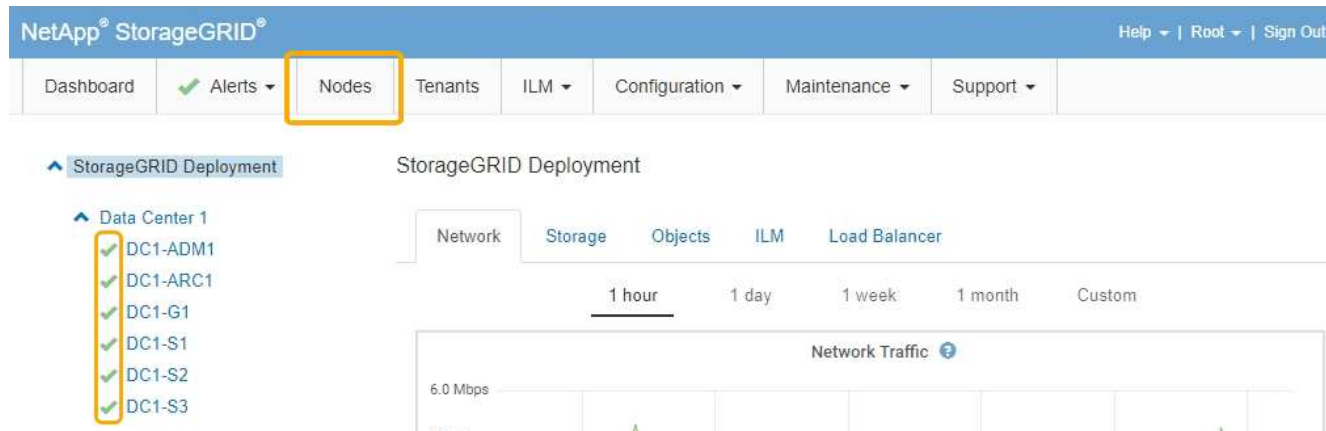 NetApp® StorageGRID®
Help | Root | Sign Out
Dashboard Alerts Nodes Tenants ILM Configuration Maintenance Support
StorageGRID Deployment
StorageGRID Deployment
Data Center 1
DC1-ADM1
DC1-ARC1
DC1-G1
DC1-S1
DC1-S2
DC1-S3
Network Storage Objects ILM Load Balancer
1 hour 1 day 1 week 1 month Custom
Network Traffic ?
6.0 Mbps